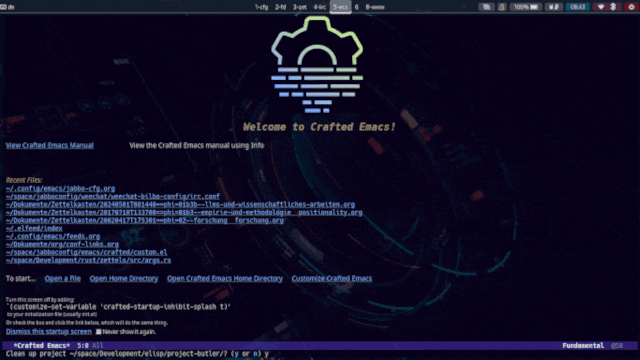 de 1-cfg 2-fd 3-zet 4-irc 5-ecs 6 8-www 100% 08:43
Welcome to Crafted Emacs!
View Crafted Emacs Manual View the Crafted Emacs manual using Info
Recent Files:
~/.config/emacs/jabbo-cfg.org
~/space/jabboconfig/weechat/weechat-bilbo-config/irc.conf
~/Dokumente/Zettelkasten/20240501T801440==phi=01b3b--llms-und-wissenschaftliches-arbeiten.org
~/Dokumente/Zettelkasten/20170710T133700==phi=01b3--empirie-und-methodologie__positionality.org
~/Dokumente/Zettelkasten/20020417T175301==phi=02--forschung__forschung.org
~/.elfeed/index
~/.config/emacs/feeds.org
~/Dokumente/org/conf-links.org
~/space/jabboconfig/emacs/crafted/custom.el
~/space/Development/rust/zettels/src/args.rs
To start... Open a File Open Home Directory Open Crafted Emacs Home Directory Customize Crafted Emacs
Turn this screen off by adding:
`(customize-set-variable 'crafted-startup-inhibit-splash t)`
to your initialization file (usually init.el)
Or check the box and click the link below, which will do the same thing.
Dismiss this startup screen Never show it again.
*Crafted Emacs* 5:0 All Fundamental
Clean up project ~/space/Development/elisp/project-butler/? (y or n) y